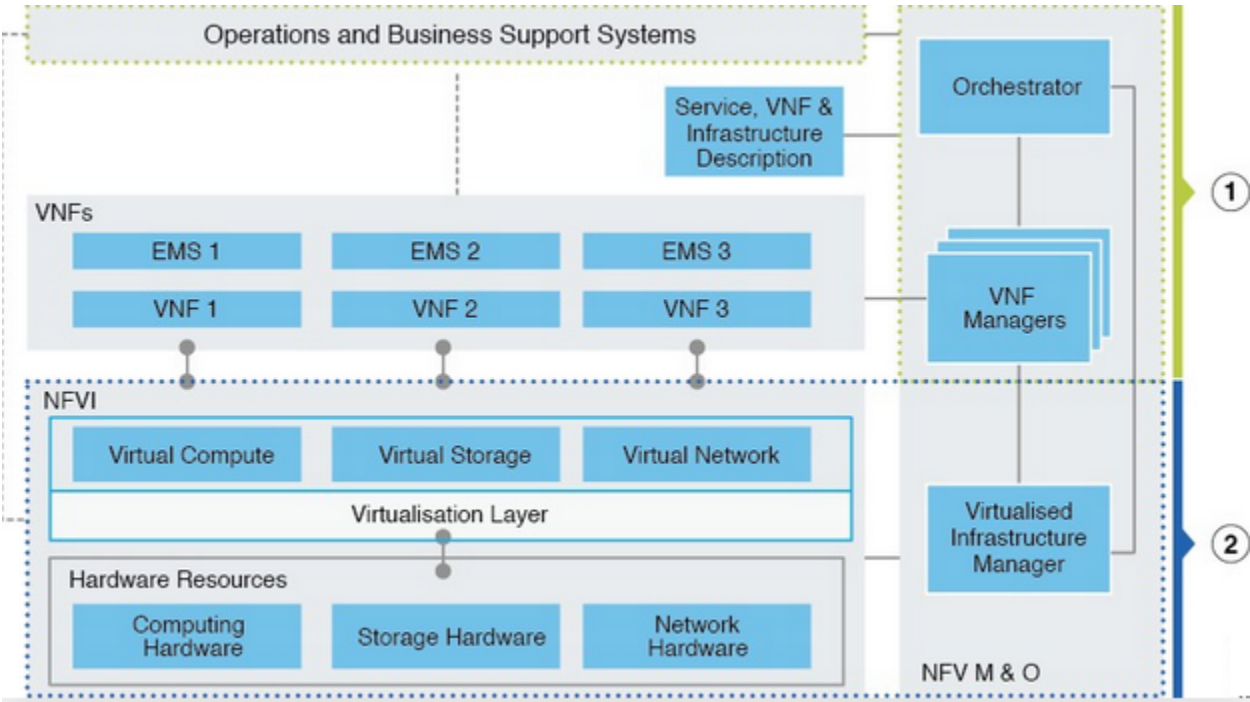 Operations and Business Support Systems
Orchestrator
Service, VNF &
Infrastructure
Description
1
VNFs
EMS 1
EMS 2
EMS 3
VNF 1
VNF 2
VNF 3
VNF
Managers
NFVI
Virtual Compute
Virtual Storage
Virtual Network
Virtualisation Layer
Virtualised
Infrastructure
Manager
2
Hardware Resources
Computing
Hardware
Storage Hardware
Network
Hardware
NFV M & O